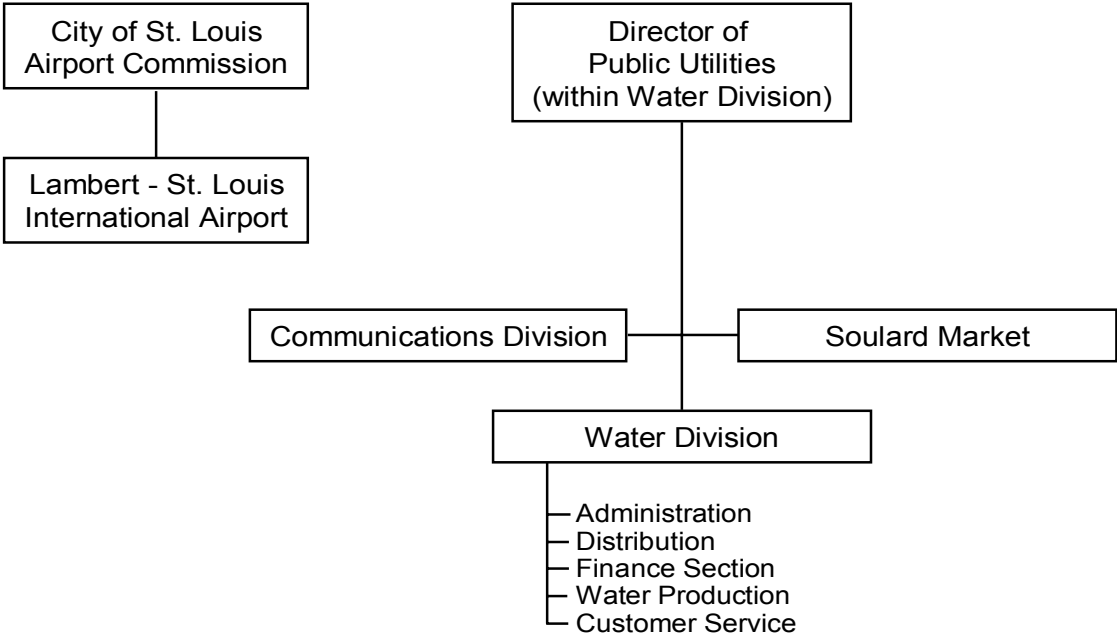 City of St. Louis
Airport Commission
Director of
Public Utilities
(within Water Division)
Lambert - St. Louis
International Airport
Communications Division
Soulard Market
Water Division
Administration
Distribution
Finance Section
Water Production
Customer Service